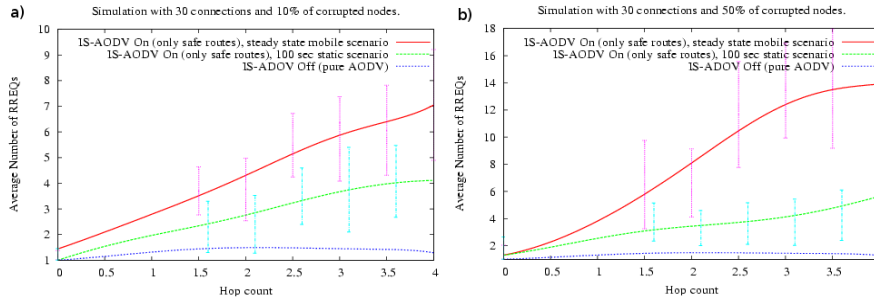 a)
Simulation with 30 connections and 10% of corrupted nodes.
1S-AODV On (only safe routes), steady state mobile scenario
1S-AODV On (only safe routes), 100 sec static scenario
1S-ADOV Off (pure AODV)
Average Number of RREQs
10
9
8
7
6
5
4
3
2
1
0 0.5 1 1.5 2 2.5 3 3.5 4
Hop count
b)
Simulation with 30 connections and 50% of corrupted nodes.
1S-AODV On (only safe routes), steady state mobile scenario
1S-AODV On (only safe routes), 100 sec static scenario
1S-ADOV Off (pure AODV)
Average Number of RREQs
18
16
14
12
10
8
6
4
2
0 0.5 1 1.5 2 2.5 3 3.5 4
Hop count